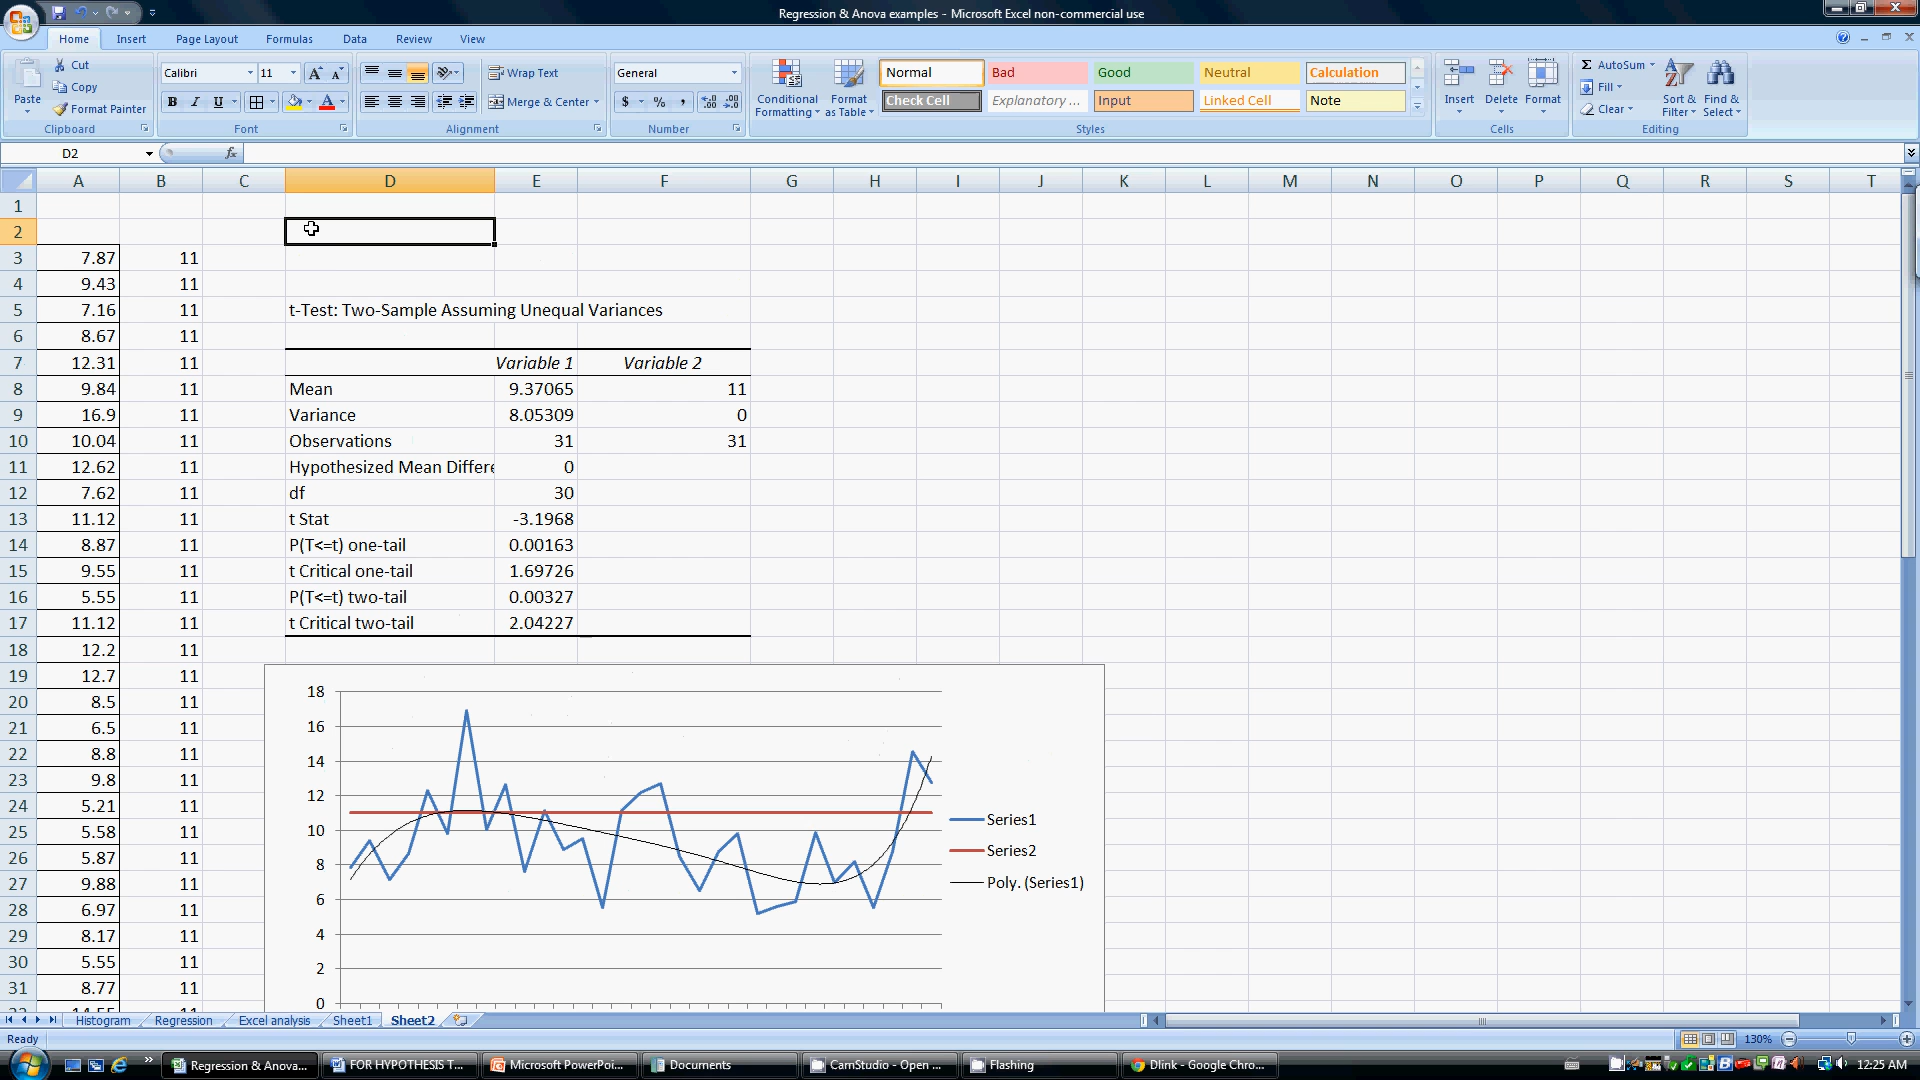 Regression & Anova examples - Microsoft Excel non-commercial use
Home Insert Page Layout Formulas Data Review View
Paste Cut Copy Format Painter Clipboard
Calibri 11 B I U A Font
Wrap Text Merge & Center Alignment
General $ % , Number
Conditional Formatting Format as Table
Normal Bad Good Neutral Calculation
Check Cell Explanatory ... Input Linked Cell Note
Styles
Insert Delete Format Cells
Σ AutoSum Fill Clear Sort & Filter Find & Select Editing
D2 fx
A B C D E F G H I J K L M N O P Q R S T
1
2
3 7.87 11
4 9.43 11
5 7.16 11 t-Test: Two-Sample Assuming Unequal Variances
6 8.67 11
7 12.31 11 Variable 1 Variable 2
8 9.84 11 Mean 9.37065 11
9 16.9 11 Variance 8.05309 0
10 10.04 11 Observations 31 31
11 12.62 11 Hypothesized Mean Differe 0
12 7.62 11 df 30
13 11.12 11 t Stat -3.1968
14 8.87 11 P(T<=t) one-tail 0.00163
15 9.55 11 t Critical one-tail 1.69726
16 5.55 11 P(T<=t) two-tail 0.00327
17 11.12 11 t Critical two-tail 2.04227
18 12.2 11
19 12.7 11
20 8.5 11
21 6.5 11
22 8.8 11
23 9.8 11
24 5.21 11
25 5.58 11
26 5.87 11
27 9.88 11
28 6.97 11
29 8.17 11
30 5.55 11
31 8.77 11
18
16
14
12
10
8
6
4
2
0
Series1
Series2
Poly. (Series1)
Histogram Regression Excel analysis Sheet1 Sheet2
Ready 130%
Regression & Anova... FOR HYPOTHESIS T... Microsoft PowerPoi... Documents CamStudio - Open ... Flashing Dlink - Google Chro... 12:25 AM